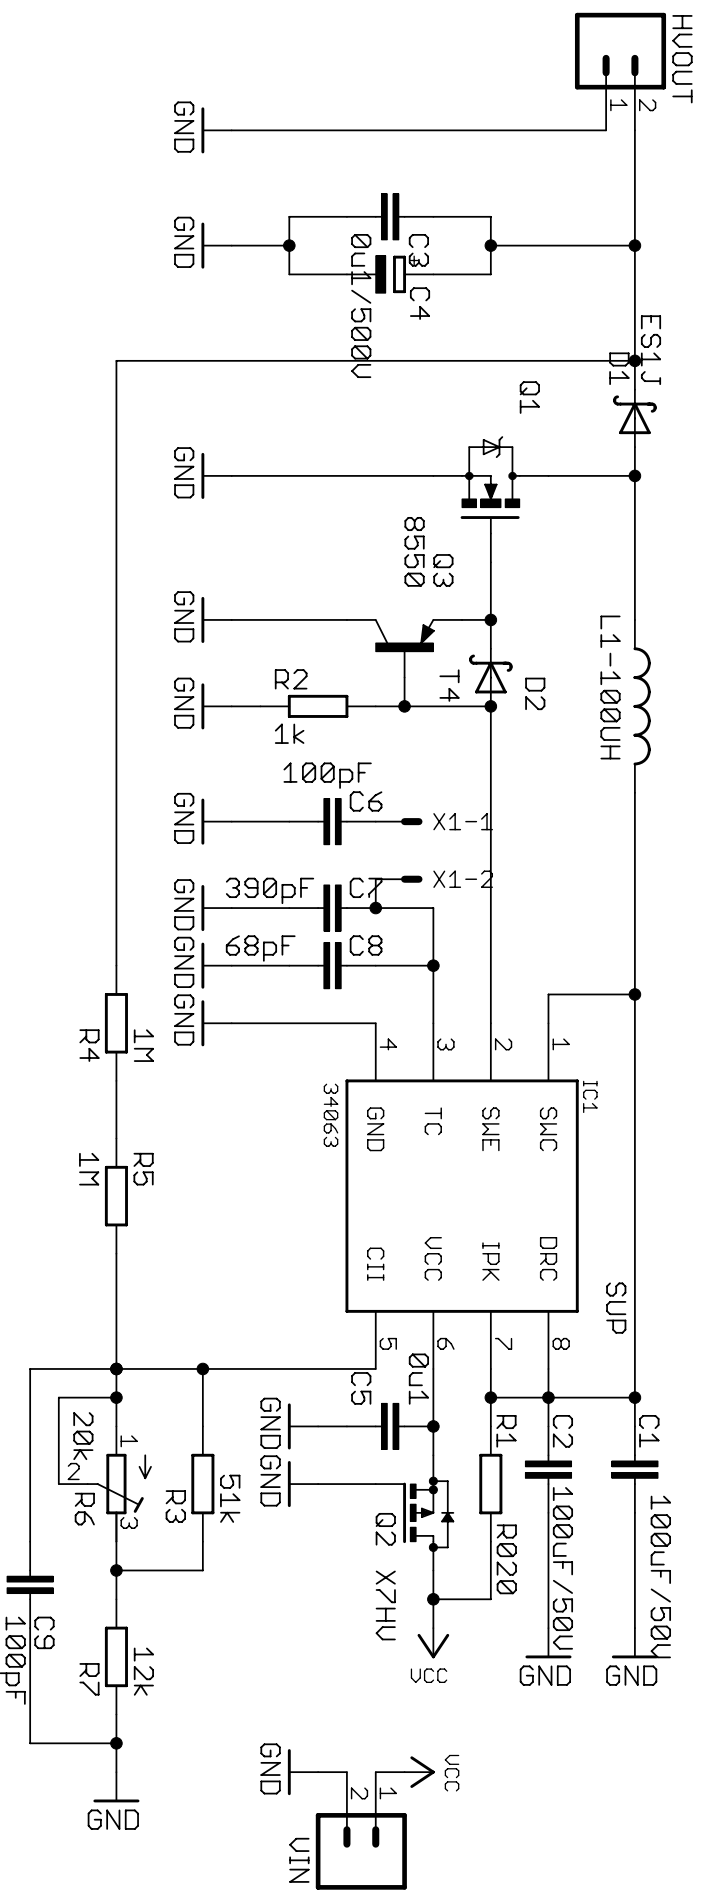 HVOUT
1
2
GND
GND
C3
0u1/500V
C4
ES1J
D1
Q1
GND
Q3
8550
GND
D2
T4
R2
1k
GND
L1-100UH
100pF
C6
GND
X1-1
X1-2
390pF
C7
GND
68pF
C8
GND
GND
R4
1M
R5
1M
4
3
2
1
IC1
34063
GND
TC
SWE
SWC
CII
VCC
IPK
DRC
5
6
7
8
SUP
0u1
C5
GND
GND
Q2
X7HV
R1
R020
C2
100uF/50V
C1
100uF/50V
GND
GND
VCC
20k
1
2
3
R6
51k
R3
12k
R7
C9
100pF
GND
GND
VCC
2
1
VIN